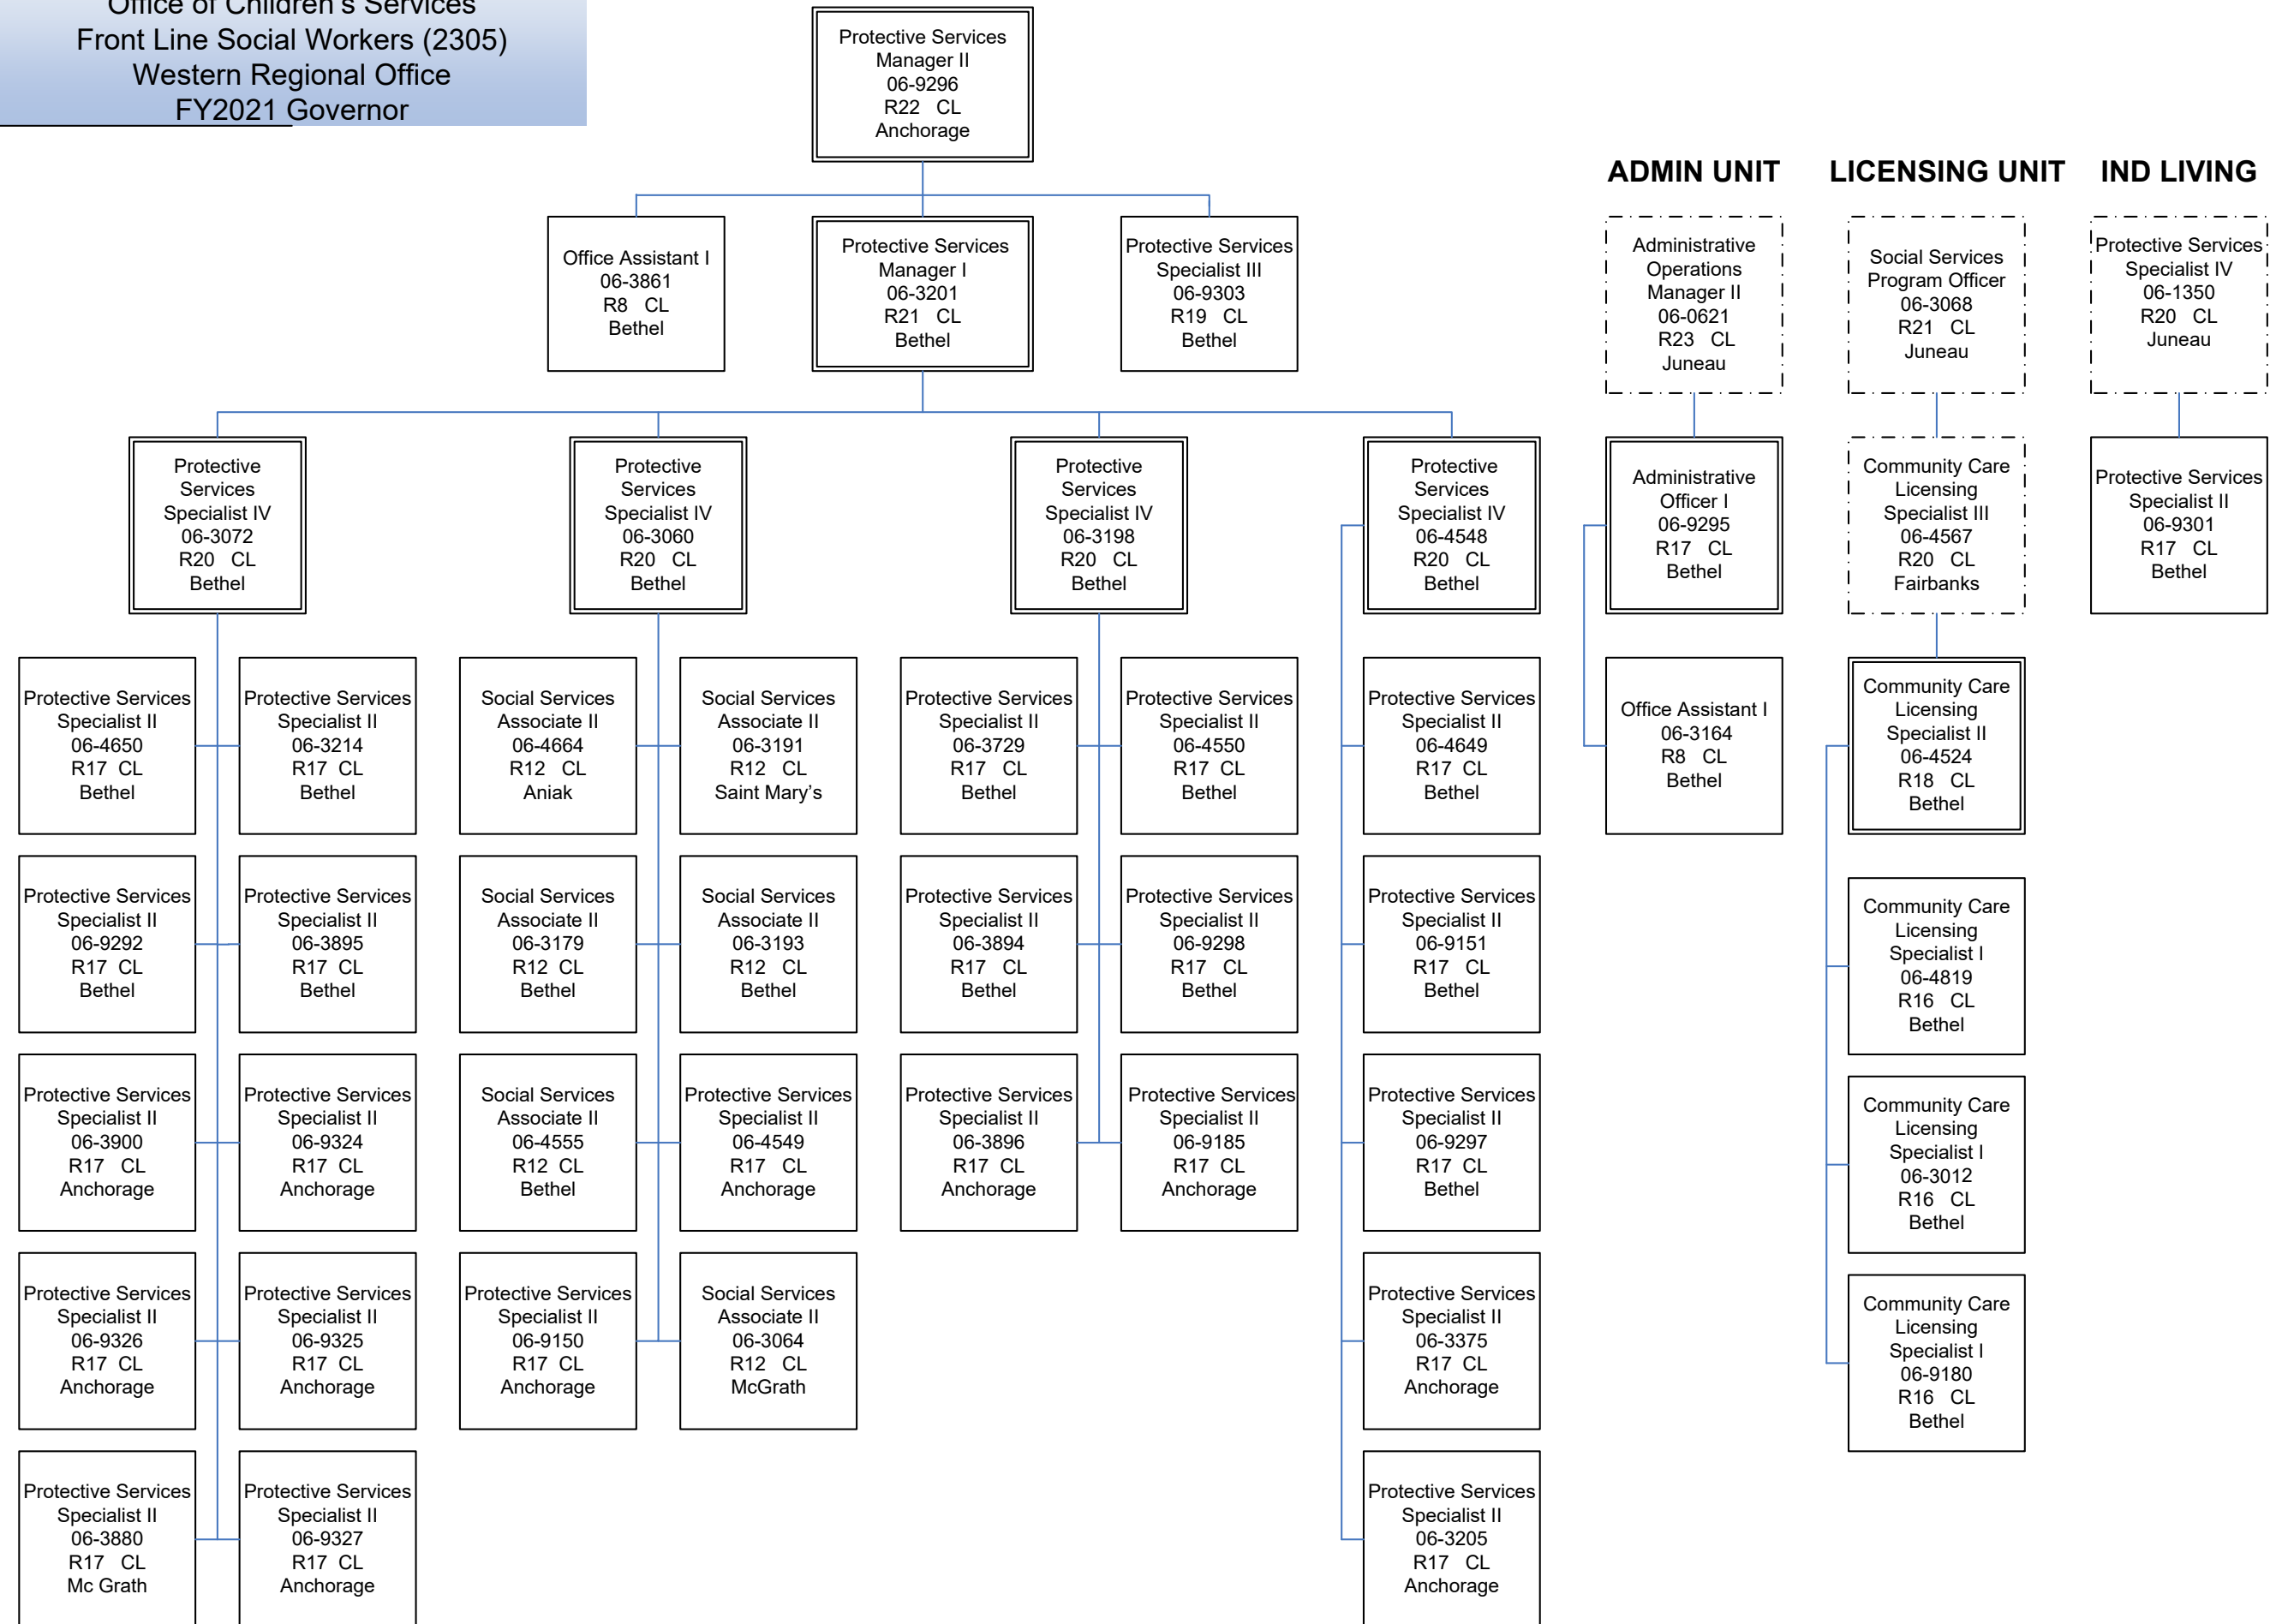 Office of Children's Services
Front Line Social Workers (2305)
Western Regional Office
FY2021 Governor
Protective Services
Manager II
06-9296
R22 CL
Anchorage
ADMIN UNIT
LICENSING UNIT
IND LIVING
Office Assistant I
06-3861
R8 CL
Bethel
Protective Services
Manager I
06-3201
R21 CL
Bethel
Protective Services
Specialist III
06-9303
R19 CL
Bethel
Administrative
Operations
Manager II
06-0621
R23 CL
Juneau
Social Services
Program Officer
06-3068
R21 CL
Juneau
Protective Services
Specialist IV
06-1350
R20 CL
Juneau
Protective
Services
Specialist IV
06-3072
R20 CL
Bethel
Protective
Services
Specialist IV
06-3060
R20 CL
Bethel
Protective
Services
Specialist IV
06-3198
R20 CL
Bethel
Protective
Services
Specialist IV
06-4548
R20 CL
Bethel
Administrative
Officer I
06-9295
R17 CL
Bethel
Community Care
Licensing
Specialist III
06-4567
R20 CL
Fairbanks
Protective Services
Specialist II
06-9301
R17 CL
Bethel
Protective Services
Specialist II
06-4650
R17 CL
Bethel
Protective Services
Specialist II
06-3214
R17 CL
Bethel
Social Services
Associate II
06-4664
R12 CL
Aniak
Social Services
Associate II
06-3191
R12 CL
Saint Mary’s
Protective Services
Specialist II
06-3729
R17 CL
Bethel
Protective Services
Specialist II
06-4550
R17 CL
Bethel
Protective Services
Specialist II
06-4649
R17 CL
Bethel
Office Assistant I
06-3164
R8 CL
Bethel
Community Care
Licensing
Specialist II
06-4524
R18 CL
Bethel
Protective Services
Specialist II
06-9292
R17 CL
Bethel
Protective Services
Specialist II
06-3895
R17 CL
Bethel
Social Services
Associate II
06-3179
R12 CL
Bethel
Social Services
Associate II
06-3193
R12 CL
Bethel
Protective Services
Specialist II
06-3894
R17 CL
Bethel
Protective Services
Specialist II
06-9298
R17 CL
Bethel
Protective Services
Specialist II
06-9151
R17 CL
Bethel
Community Care
Licensing
Specialist I
06-4819
R16 CL
Bethel
Protective Services
Specialist II
06-3900
R17 CL
Anchorage
Protective Services
Specialist II
06-9324
R17 CL
Anchorage
Social Services
Associate II
06-4555
R12 CL
Bethel
Protective Services
Specialist II
06-4549
R17 CL
Anchorage
Protective Services
Specialist II
06-3896
R17 CL
Anchorage
Protective Services
Specialist II
06-9185
R17 CL
Anchorage
Protective Services
Specialist II
06-9297
R17 CL
Bethel
Community Care
Licensing
Specialist I
06-3012
R16 CL
Bethel
Protective Services
Specialist II
06-9326
R17 CL
Anchorage
Protective Services
Specialist II
06-9325
R17 CL
Anchorage
Protective Services
Specialist II
06-9150
R17 CL
Anchorage
Social Services
Associate II
06-3064
R12 CL
McGrath
Protective Services
Specialist II
06-3375
R17 CL
Anchorage
Community Care
Licensing
Specialist I
06-9180
R16 CL
Bethel
Protective Services
Specialist II
06-3880
R17 CL
Mc Grath
Protective Services
Specialist II
06-9327
R17 CL
Anchorage
Protective Services
Specialist II
06-3205
R17 CL
Anchorage